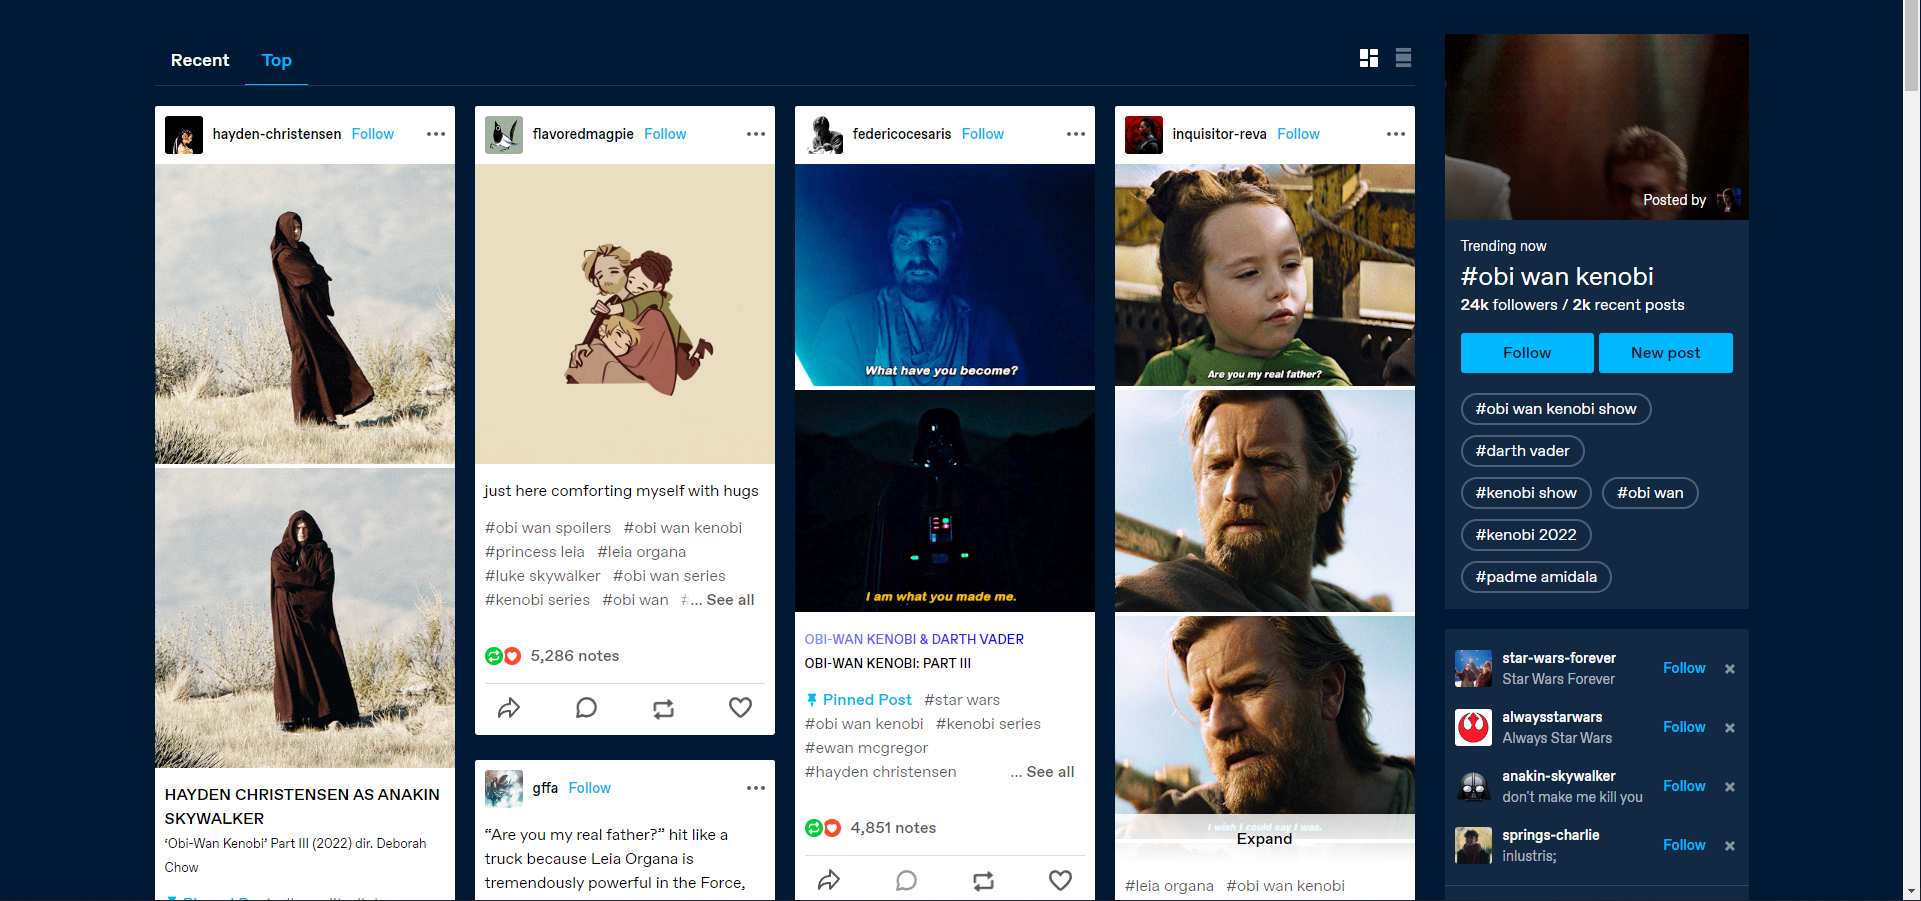 Recent Top
hayden-christensen Follow
HAYDEN CHRISTENSEN AS ANAKIN
SKYWALKER
‘Obi-Wan Kenobi’ Part III (2022) dir. Deborah
Chow
flavoredmagpie Follow
just here comforting myself with hugs
#obi wan spoilers #obi wan kenobi
#princess leia #leia organa
#luke skywalker #obi wan series
#kenobi series #obi wan #... See all
5,286 notes
gffa Follow
“Are you my real father?” hit like a
truck because Leia Organa is
tremendously powerful in the Force,
federicocesaris Follow
What have you become?
I am what you made me.
OBI-WAN KENOBI & DARTH VADER
OBI-WAN KENOBI: PART III
Pinned Post #star wars
#obi wan kenobi #kenobi series
#ewan mcgregor
#hayden christensen ... See all
4,851 notes
inquisitor-reva Follow
Are you my real father?
I wish I could say I was.
Expand
#leia organa #obi wan kenobi
Posted by
Trending now
#obi wan kenobi
24k followers / 2k recent posts
Follow New post
#obi wan kenobi show
#darth vader
#kenobi show #obi wan
#kenobi 2022
#padme amidala
star-wars-forever
Star Wars Forever
Follow
alwaysstarwars
Always Star Wars
Follow
anakin-skywalker
don't make me kill you
Follow
springs-charlie
inlustris;
Follow